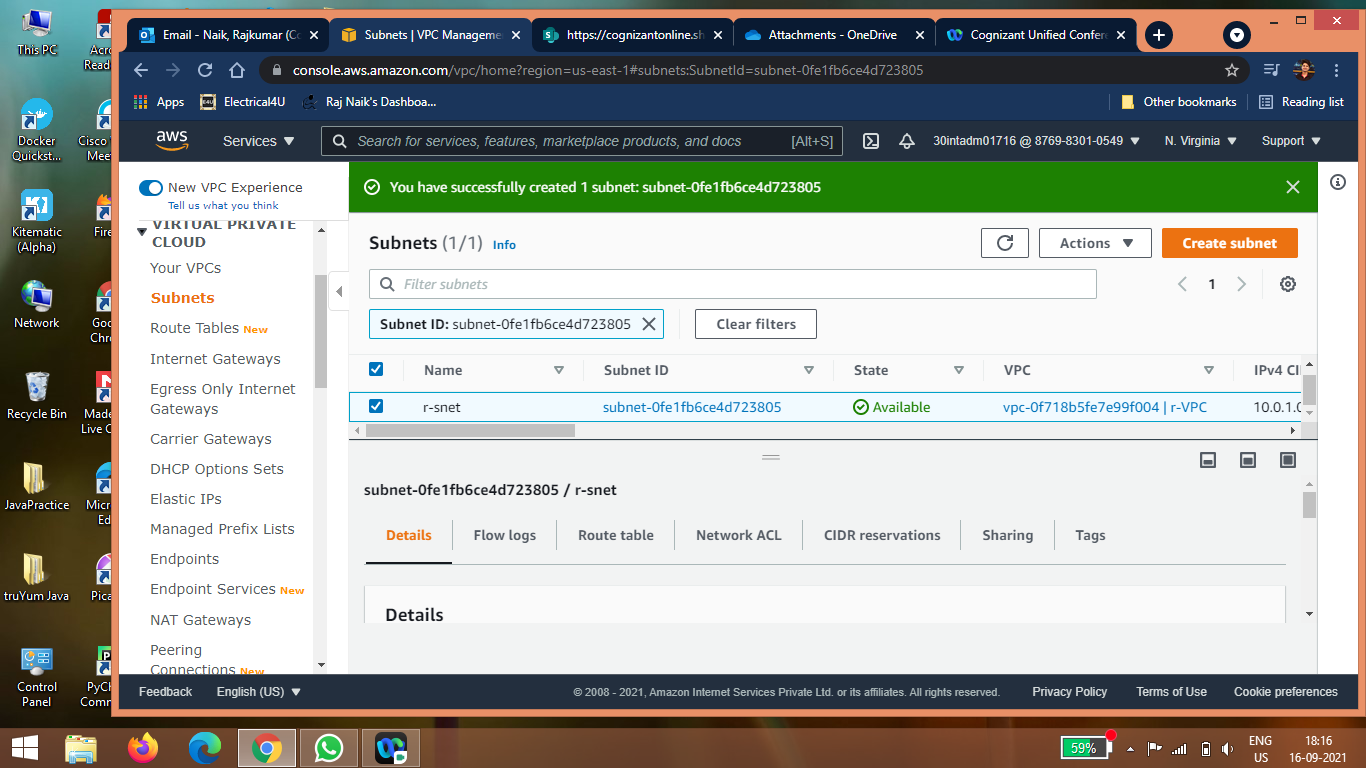 This PC
Acro
Read
Docker
Quickst...
Cisco
Mee
Kitematic
(Alpha)
Fire
Network
Goo
Chr
Recycle Bin
Made
Live C
JavaPractice
Micr
Ed
truYum Java
Pica
Control
Panel
PyCh
Comm
Email - Naik, Rajkumar (Co
Subnets | VPC Manageme
https://cognizantonline.sh
Attachments - OneDrive
Cognizant Unified Confere
console.aws.amazon.com/vpc/home?region=us-east-1#subnets:SubnetId=subnet-0fe1fb6ce4d723805
Apps
Electrical4U
Raj Naik's Dashboa...
Other bookmarks
Reading list
aws
Services
Search for services, features, marketplace products, and docs
[Alt+S]
30intadm01716 @ 8769-8301-0549
N. Virginia
Support
New VPC Experience
Tell us what you think
VIRTUAL PRIVATE
CLOUD
Your VPCs
Subnets
Route Tables New
Internet Gateways
Egress Only Internet
Gateways
Carrier Gateways
DHCP Options Sets
Elastic IPs
Managed Prefix Lists
Endpoints
Endpoint Services New
NAT Gateways
Peering
Connections New
You have successfully created 1 subnet: subnet-0fe1fb6ce4d723805
Subnets (1/1) Info
Actions
Create subnet
Filter subnets
1
Subnet ID: subnet-0fe1fb6ce4d723805
Clear filters
Name
Subnet ID
State
VPC
IPv4 CI
r-snet
subnet-0fe1fb6ce4d723805
Available
vpc-0f718b5fe7e99f004 | r-VPC
10.0.1.0
subnet-0fe1fb6ce4d723805 / r-snet
Details
Flow logs
Route table
Network ACL
CIDR reservations
Sharing
Tags
Details
Feedback
English (US)
© 2008 - 2021, Amazon Internet Services Private Ltd. or its affiliates. All rights reserved.
Privacy Policy
Terms of Use
Cookie preferences
59%
ENG
US
18:16
16-09-2021